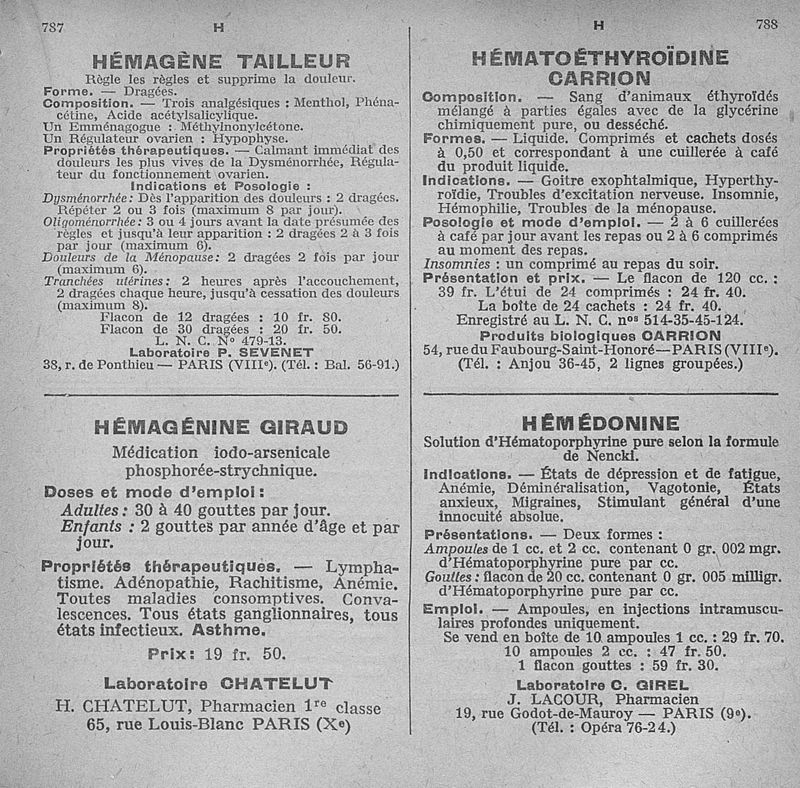 787
H
HÉMAGÈNE TAILLEUR
Règle les règles et supprime la douleur.
Forme. — Dragées.
Composition. — Trois analgésiques : Menthol, Phéna-
cétine, Acide acétylsalicylique.
Un Emménagogue : Méthylnonylcétone.
Un Régulateur ovarien : Hypophyse.
Propriétés thérapeutiques. — Calmant immédiat des
douleurs les plus vives de la Dysménorrhée, Régula-
teur du fonctionnement ovarien.
Indications et Posologie :
Dysménorrhée : Dès l'apparition des douleurs : 2 dragées.
Répéter 2 ou 3 fois (maximum 8 par jour).
Oligoménorrhée : 3 ou 4 jours avant la date présumée des
règles et jusqu'à leur apparition : 2 dragées 2 à 3 fois
par jour (maximum 6).
Douleurs de la Ménopause : 2 dragées 2 fois par jour
(maximum 6).
Tranchées utérines : 2 heures après l'accouchement,
2 dragées chaque heure, jusqu'à cessation des douleurs
(maximum 8).
Flacon de 12 dragées : 10 fr. 80.
Flacon de 30 dragées : 20 fr. 50.
L. N. C. N° 479-13.
Laboratoire P. SEVENET
38, r. de Ponthieu — PARIS (VIIIe). (Tél. : Bal. 56-91.)
HÉMAGÉNINE GIRAUD
Médication iodo-arsenicale
phosphorée-strychnique.
Doses et mode d'emploi :
Adultes : 30 à 40 gouttes par jour.
Enfants : 2 gouttes par année d'âge et par
jour.
Propriétés thérapeutiques. — Lympha-
tisme. Adénopathie, Rachitisme, Anémie.
Toutes maladies consomptives. Conva-
lescences. Tous états ganglionnaires, tous
états infectieux. Asthme.
Prix : 19 fr. 50.
Laboratoire CHATELUT
H. CHATELUT, Pharmacien 1re classe
65, rue Louis-Blanc PARIS (Xe)
H
788
HÉMATOÉTHYROÏDINE
CARRION
Composition. — Sang d'animaux éthyroïdés
mélangé à parties égales avec de la glycérine
chimiquement pure, ou desséché.
Formes. — Liquide. Comprimés et cachets dosés
à 0,50 et correspondant à une cuillerée à café
du produit liquide.
Indications. — Goitre exophtalmique, Hyperthy-
roïdie, Troubles d'excitation nerveuse. Insomnie,
Hémophilie, Troubles de la ménopause.
Posologie et mode d'emploi. — 2 à 6 cuillerées
à café par jour avant les repas ou 2 à 6 comprimés
au moment des repas.
Insomnies : un comprimé au repas du soir.
Présentation et prix. — Le flacon de 120 cc. :
39 fr. L'étui de 24 comprimés : 24 fr. 40.
La boîte de 24 cachets : 24 fr. 40.
Enregistré au L. N. C. nos 514-35-45-124.
Produits biologiques CARRION
54, rue du Faubourg-Saint-Honoré—PARIS (VIIIe).
(Tél. : Anjou 36-45, 2 lignes groupées.)
HÉMÉDONINE
Solution d'Hématoporphyrine pure selon la formule
de Nencki.
Indications. — États de dépression et de fatigue,
Anémie, Déminéralisation, Vagotonie, États
anxieux, Migraines, Stimulant général d'une
innocuité absolue.
Présentations. — Deux formes :
Ampoules de 1 cc. et 2 cc. contenant 0 gr. 002 mgr.
d'Hématoporphyrine pure par cc.
Gouttes : flacon de 20 cc. contenant 0 gr. 005 milligr.
d'Hématoporphyrine pure par cc.
Emploi. — Ampoules, en injections intramuscu-
laires profondes uniquement.
Se vend en boîte de 10 ampoules 1 cc. : 29 fr. 70.
10 ampoules 2 cc. : 47 fr. 50.
1 flacon gouttes : 59 fr. 30.
Laboratoire C. GIREL
J. LACOUR, Pharmacien
19, rue Godot-de-Mauroy — PARIS (9e).
(Tél. : Opéra 76-24.)